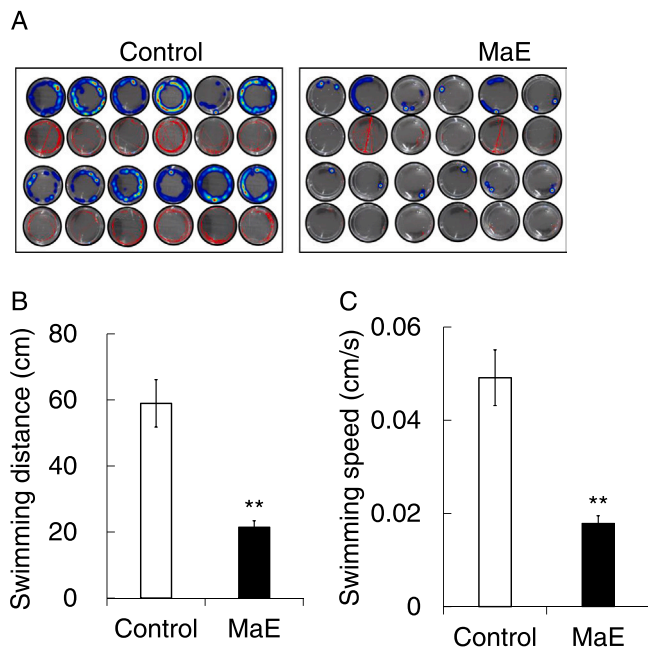 A
Control MaE
B
Swimming distance (cm)
80
60
40
20
0
**
Control MaE
C
Swimming speed (cm/s)
0.06
0.04
0.02
0
**
Control MaE